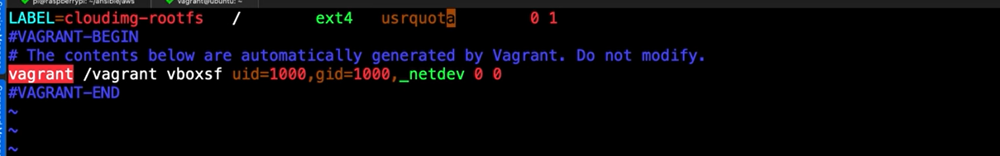 pi@raspberrypi: ~/ansible/aws vagrant@ubuntu: ~
LABEL=cloudimg-rootfs / ext4 usrquota 0 1
#VAGRANT-BEGIN
# The contents below are automatically generated by Vagrant. Do not modify.
vagrant /vagrant vboxsf uid=1000,gid=1000,_netdev 0 0
#VAGRANT-END
~
~
~